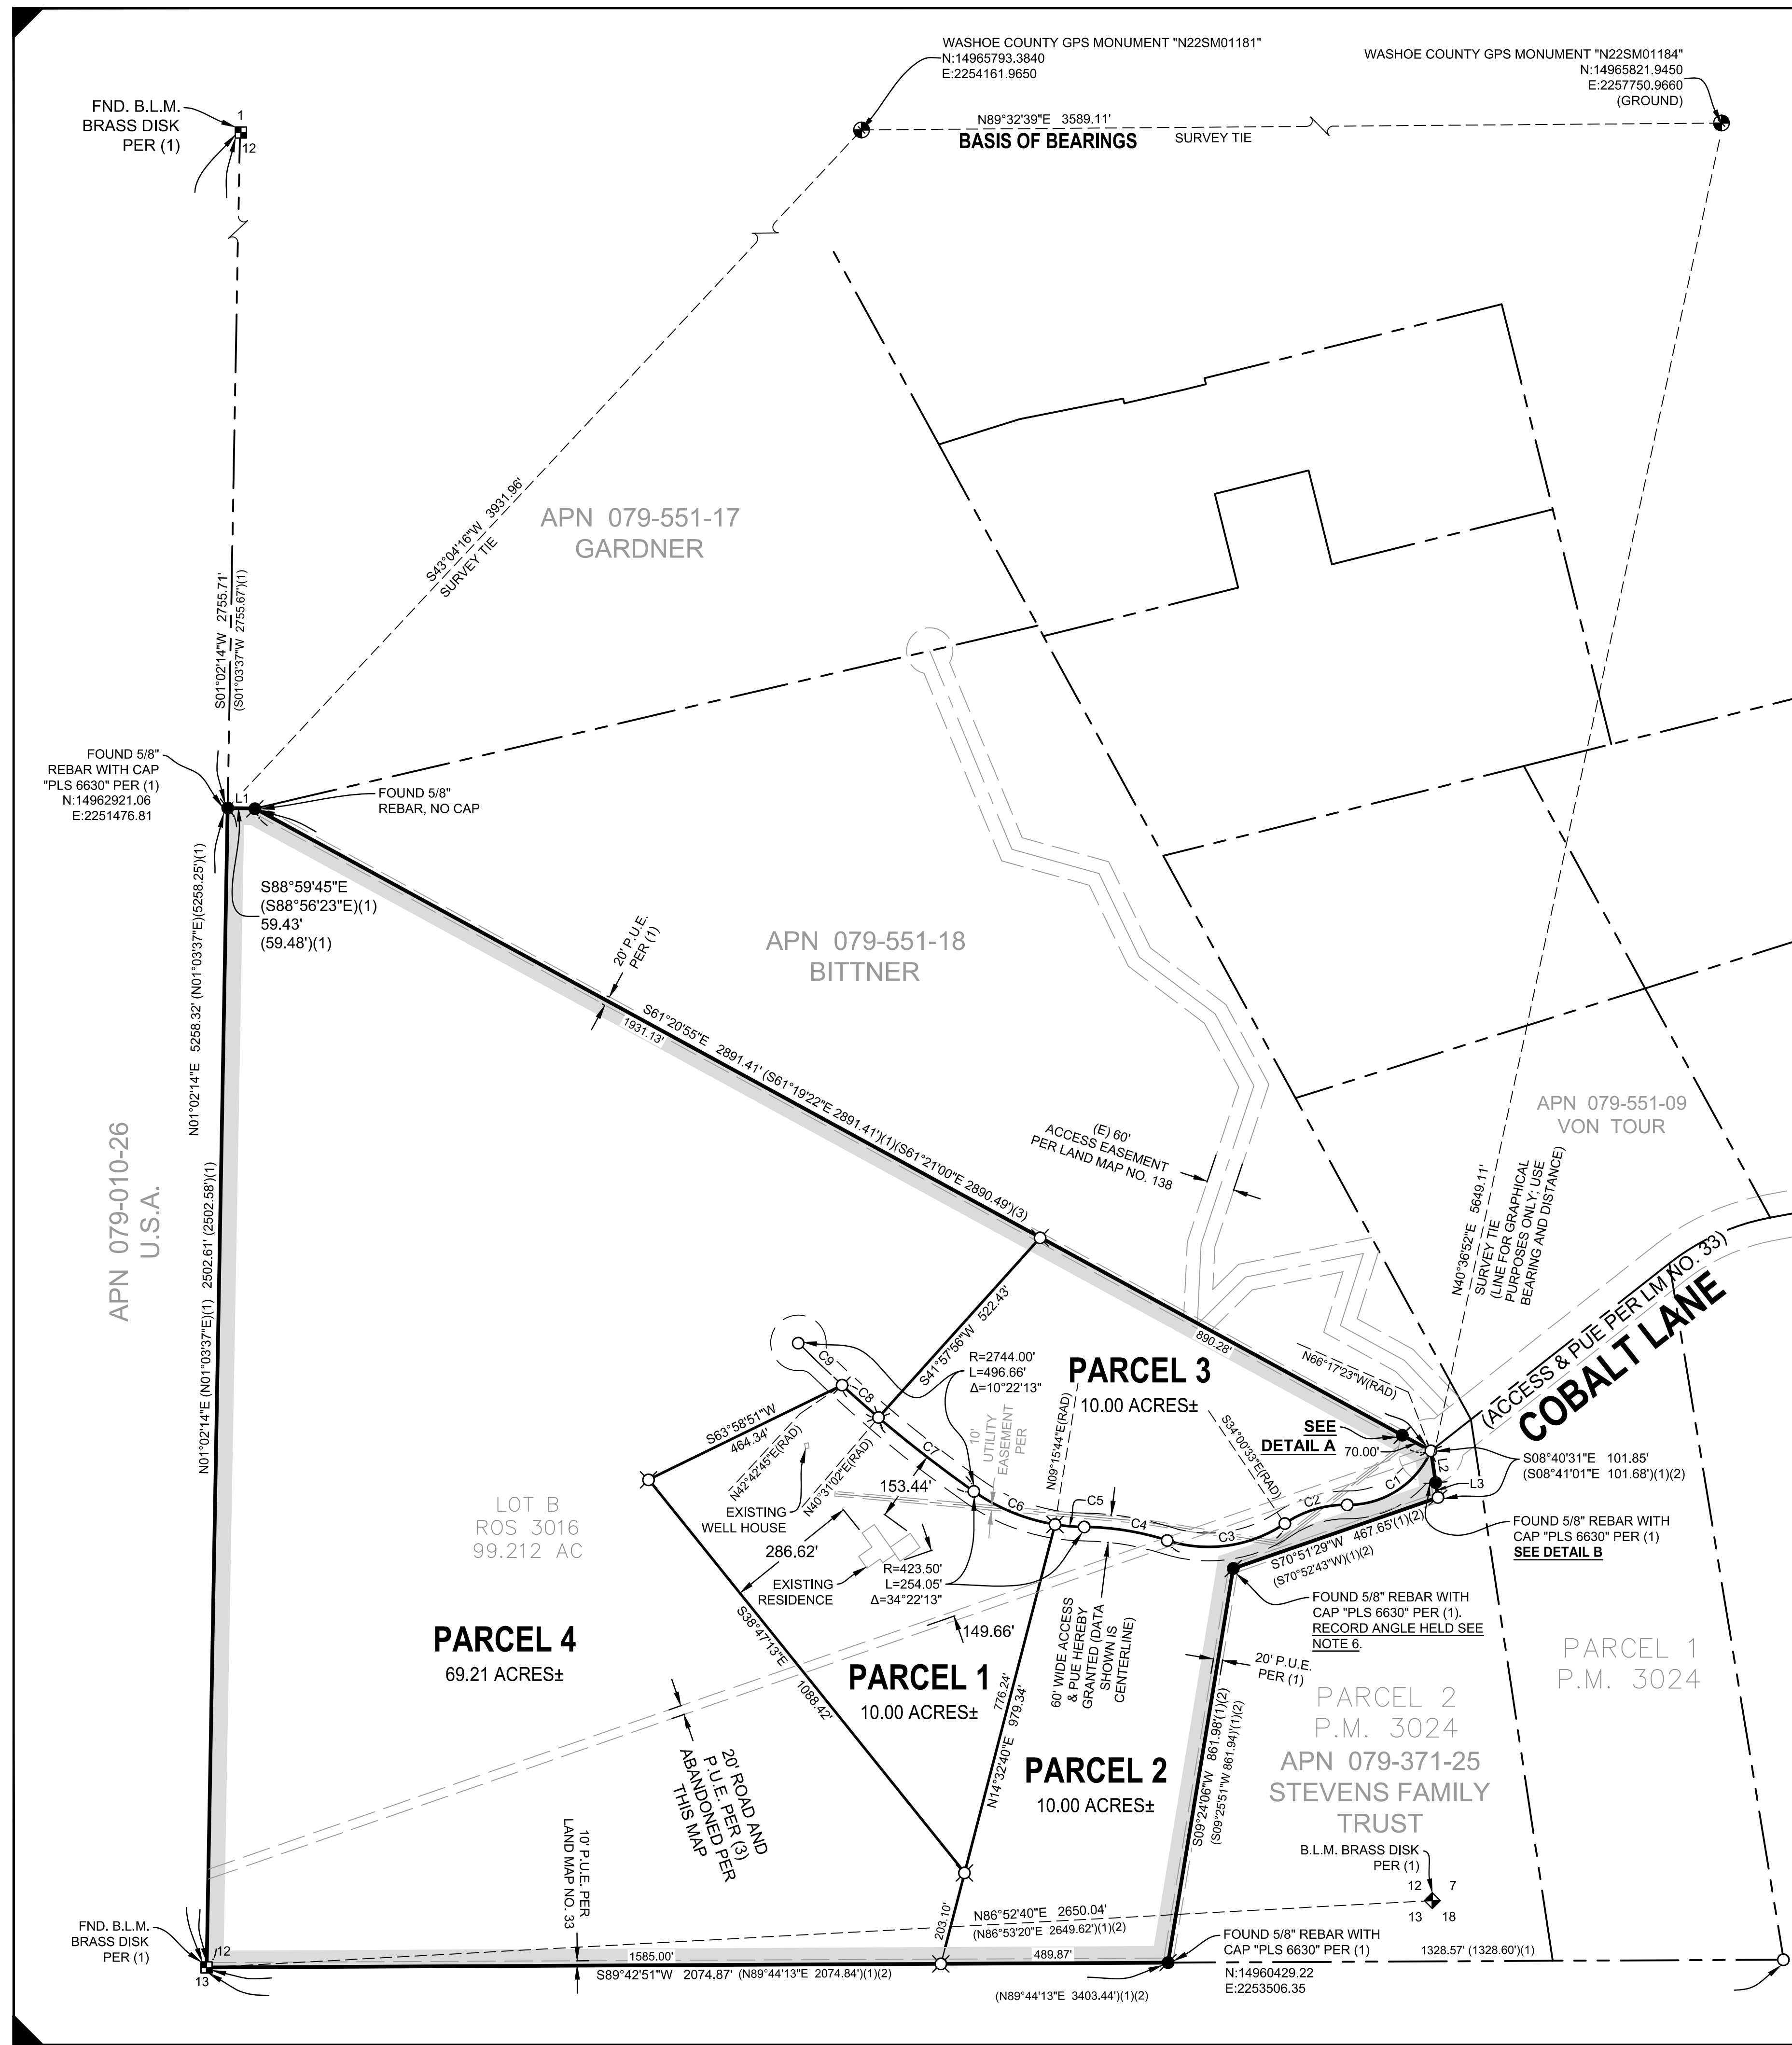 WASHOE COUNTY GPS MONUMENT "N22SM01181"
N:14965793.3840
E:2254161.9650
WASHOE COUNTY GPS MONUMENT "N22SM01184"
N:14965821.9450
E:2257750.9660
(GROUND)
FND. B.L.M.
BRASS DISK
PER (1)
1
12
N89°32'39"E 3589.11'
BASIS OF BEARINGS
SURVEY TIE
S43°04'16"W 3931.96'
SURVEY TIE
APN 079-551-17
GARDNER
S01°02'14"W 2755.71'
(S01°03'37"W 2755.67')(1)
FOUND 5/8"
REBAR WITH CAP
"PLS 6630" PER (1)
N:14962921.06
E:2251476.81
L1
FOUND 5/8"
REBAR, NO CAP
S88°59'45"E
(S88°56'23"E)(1)
59.43'
(59.48')(1)
N01°02'14"E 5258.32' (N01°03'37"E)(5258.25')(1)
20' P.U.E.
PER (1)
APN 079-551-18
BITTNER
S61°20'55"E 2891.41' (S61°19'22"E 2891.41')(1)(S61°21'00"E 2890.49')(3)
1931.13'
(E) 60'
ACCESS EASEMENT
PER LAND MAP NO. 138
APN 079-551-09
VON TOUR
N40°36'52"E 5649.11'
SURVEY TIE
(LINE FOR GRAPHICAL
PURPOSES ONLY; USE
BEARING AND DISTANCE)
APN 079-010-26
U.S.A.
N01°02'14"E (N01°03'37"E)(1) 2502.61' (2502.58')(1)
(ACCESS & PUE PER LM NO. 33)
COBALT LANE
890.28'
N66°17'23"W(RAD)
S41°57'56"W 522.43'
C9
C8
R=2744.00'
L=496.66'
Δ=10°22'13"
PARCEL 3
10.00 ACRES±
S63°58'51"W
464.34'
N42°42'45"E(RAD)
N40°31'02"E(RAD)
C7
10'
UTILITY
EASEMENT
PER
N09°15'44"E(RAD)
S34°00'33"E(RAD)
SEE
DETAIL A
70.00'
L2
L3
C1
C2
C3
C4
C5
C6
S08°40'31"E 101.85'
(S08°41'01"E 101.68')(1)(2)
153.44'
EXISTING
WELL HOUSE
286.62'
EXISTING
RESIDENCE
R=423.50'
L=254.05'
Δ=34°22'13"
S70°51'29"W 467.65'(1)(2)
(S70°52'43"W)(1)(2)
FOUND 5/8" REBAR WITH
CAP "PLS 6630" PER (1)
SEE DETAIL B
LOT B
ROS 3016
99.212 AC
FOUND 5/8" REBAR WITH
CAP "PLS 6630" PER (1).
RECORD ANGLE HELD SEE
NOTE 6.
PARCEL 4
69.21 ACRES±
S38°47'13"E 1088.42'
149.66'
PARCEL 1
10.00 ACRES±
60' WIDE ACCESS
& PUE HEREBY
GRANTED (DATA
SHOWN IS
CENTERLINE)
776.24'
N14°32'40"E 979.34'
20' P.U.E.
PER (1)
PARCEL 1
P.M. 3024
PARCEL 2
P.M. 3024
APN 079-371-25
STEVENS FAMILY
TRUST
S09°24'06"W 861.98'(1)(2)
(S09°25'51"W 861.94')(1)(2)
20' ROAD AND
P.U.E. PER (3)
ABANDONED PER
THIS MAP
PARCEL 2
10.00 ACRES±
10' P.U.E. PER
LAND MAP NO. 33
B.L.M. BRASS DISK
PER (1)
12 7
13 18
FND. B.L.M.
BRASS DISK
PER (1)
12
13
203.10'
N86°52'40"E 2650.04'
(N86°53'20"E 2649.62')(1)(2)
1585.00'
489.87'
S89°42'51"W 2074.87' (N89°44'13"E 2074.84')(1)(2)
FOUND 5/8" REBAR WITH
CAP "PLS 6630" PER (1)
N:14960429.22
E:2253506.35
1328.57' (1328.60')(1)
(N89°44'13"E 3403.44')(1)(2)